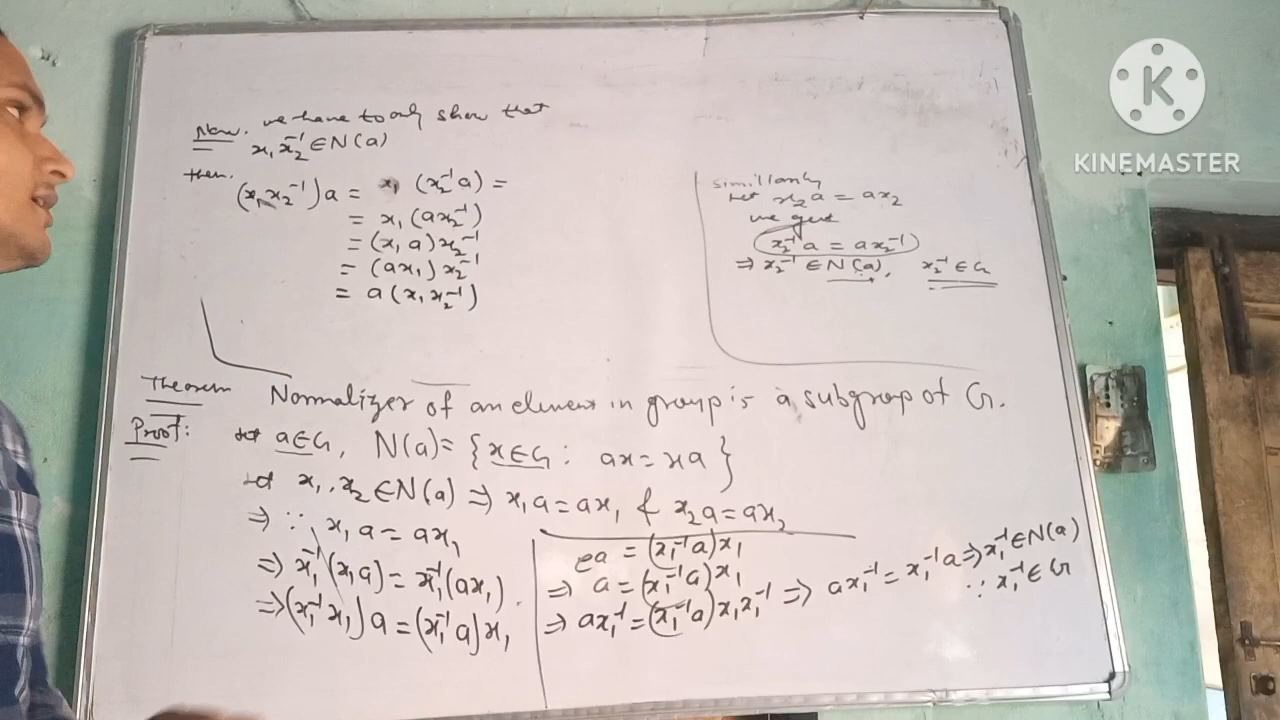 Now. we have to only show that
x₁x₂⁻¹ ∈ N(a)
then.
(x₁x₂⁻¹)a = x₁ (x₂⁻¹a) =
= x₁(ax₂⁻¹)
= (x₁a)x₂⁻¹
= (ax₁)x₂⁻¹
= a(x₁x₂⁻¹)
simillarly
let x₂a = ax₂
we get
x₂⁻¹a = ax₂⁻¹
⇒ x₂⁻¹ ∈ N(a), x₂⁻¹ ∈ G
Theorem Normalizer of an element in group is a subgroup of G.
Proof: let a∈G, N(a) = {x∈G : ax = xa}
let x₁, x₂ ∈ N(a) ⇒ x₁a = ax₁ & x₂a = ax₂
⇒ ∵ x₁a = ax₁
⇒ x₁⁻¹(x₁a) = x₁⁻¹(ax₁)
⇒ (x₁⁻¹x₁)a = (x₁⁻¹a)x₁
ea = (x₁⁻¹a)x₁
⇒ a = (x₁⁻¹a)x₁
⇒ ax₁⁻¹ = (x₁⁻¹a)x₁x₁⁻¹ ⇒ ax₁⁻¹ = x₁⁻¹a ⇒ x₁⁻¹ ∈ N(a)
∵ x₁⁻¹ ∈ G
K
KINEMASTER